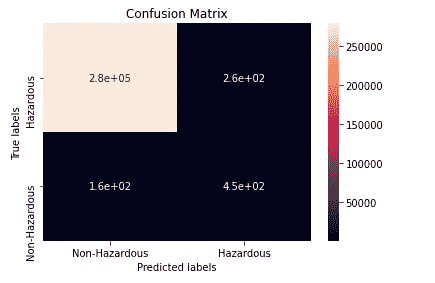 Confusion Matrix
True labels
Hazardous
2.8e+05 2.6e+02
Non-Hazardous
1.6e+02 4.5e+02
Non-Hazardous Hazardous
Predicted labels
250000
200000
150000
100000
50000